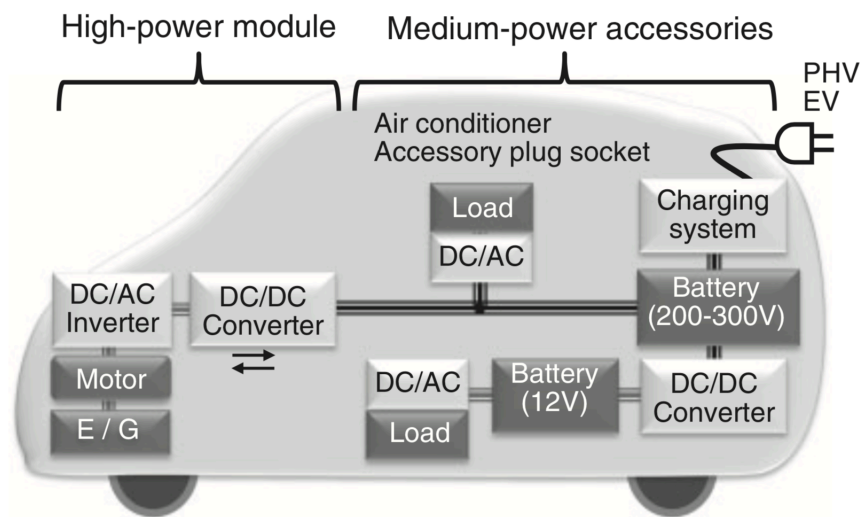 High-power module
Medium-power accessories
PHV
EV
Air conditioner
Accessory plug socket
Load
DC/AC
Charging
system
DC/AC
Inverter
DC/DC
Converter
Battery
(200-300V)
Motor
E / G
DC/AC
Load
Battery
(12V)
DC/DC
Converter